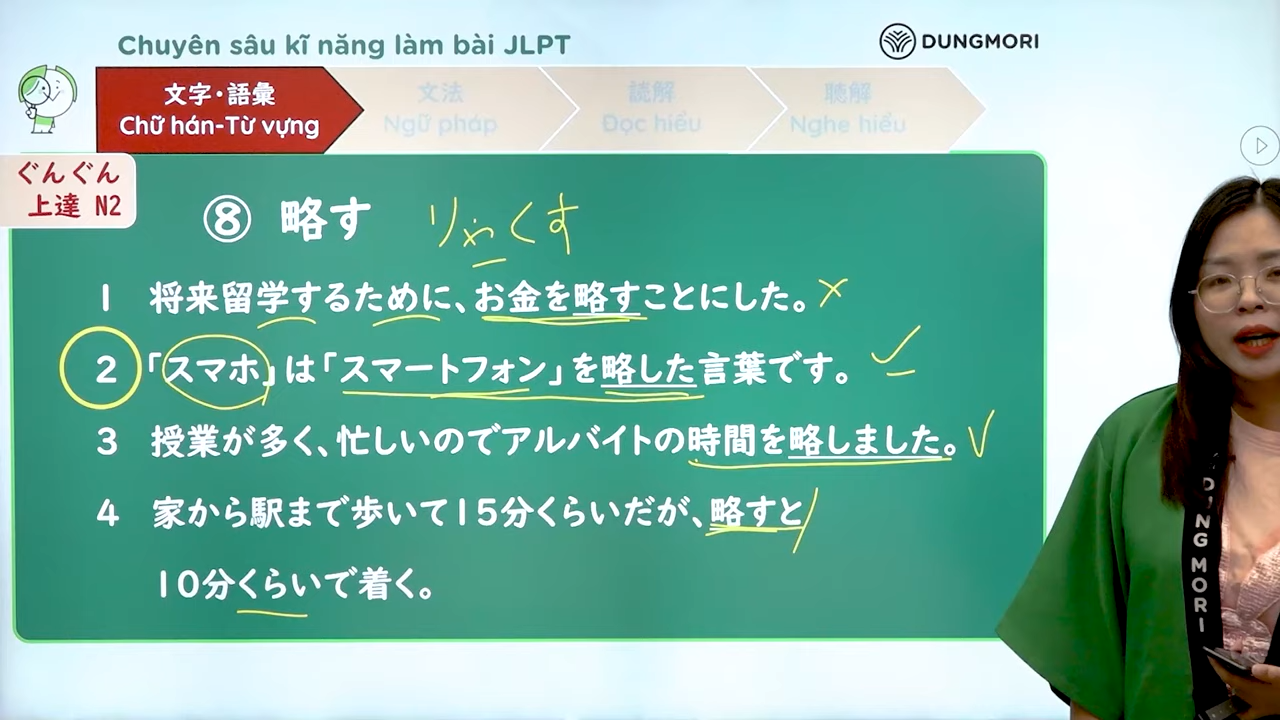 Chuyên sâu kĩ năng làm bài JLPT
DUNGMORI
文字・語彙
Chữ hán-Từ vựng
文法
Ngữ pháp
読解
Đọc hiểu
聴解
Nghe hiểu
ぐんぐん
上達 N2
⑧ 略す りゃくす
1 将来留学するために、お金を略すことにした。
2 「スマホ」は「スマートフォン」を略した言葉です。
3 授業が多く、忙しいのでアルバイトの時間を略しました。
4 家から駅まで歩いて15分くらいだが、略すと
10分くらいで着く。
DUNGMORI